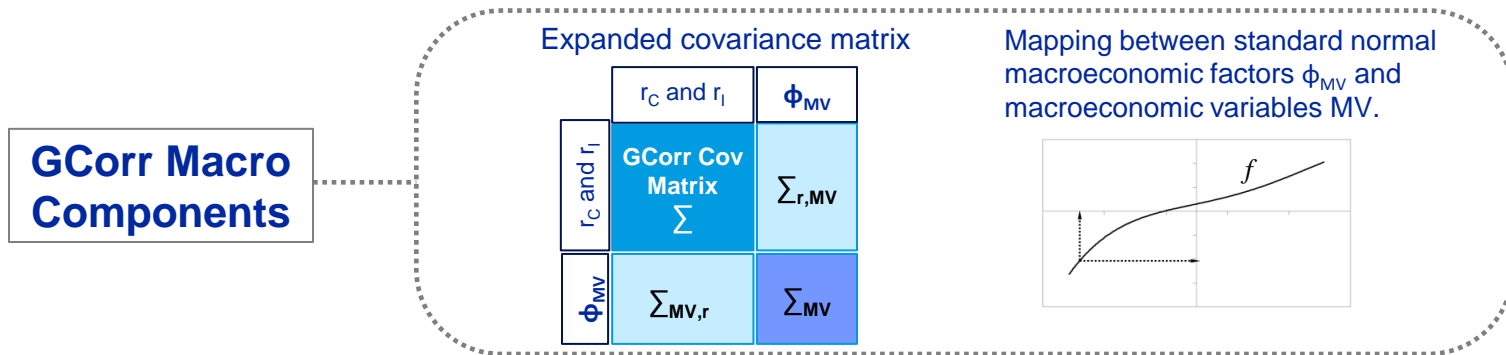 GCorr Macro
Components
Expanded covariance matrix
r_C and r_I
ϕ_MV
r_C and r_I
GCorr Cov
Matrix
∑
∑_r,MV
ϕ_MV
∑_MV,r
∑_MV
Mapping between standard normal
macroeconomic factors ϕ_MV and
macroeconomic variables MV.
f